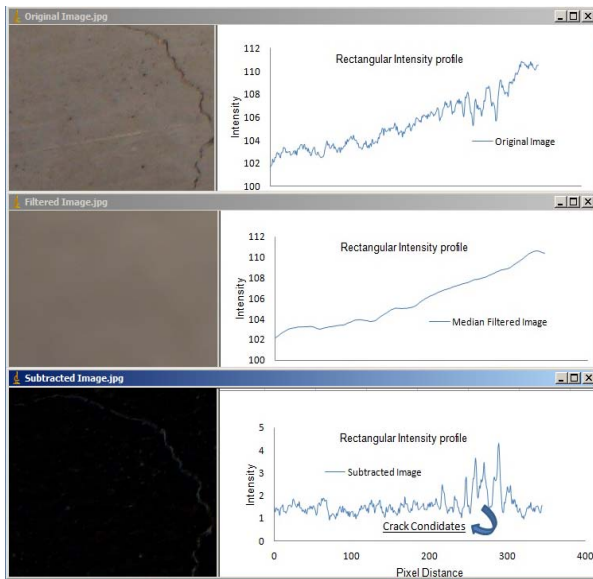 Original Image.jpg
Rectangular Intensity profile
Intensity
112
110
108
106
104
102
100
Original Image
Filtered Image.jpg
Rectangular Intensity profile
Intensity
112
110
108
106
104
102
100
Median Filtered Image
Subtracted Image.jpg
Rectangular Intensity profile
Intensity
5
4
3
2
1
0
Subtracted Image
Crack Candidates
0 100 200 300 400
Pixel Distance